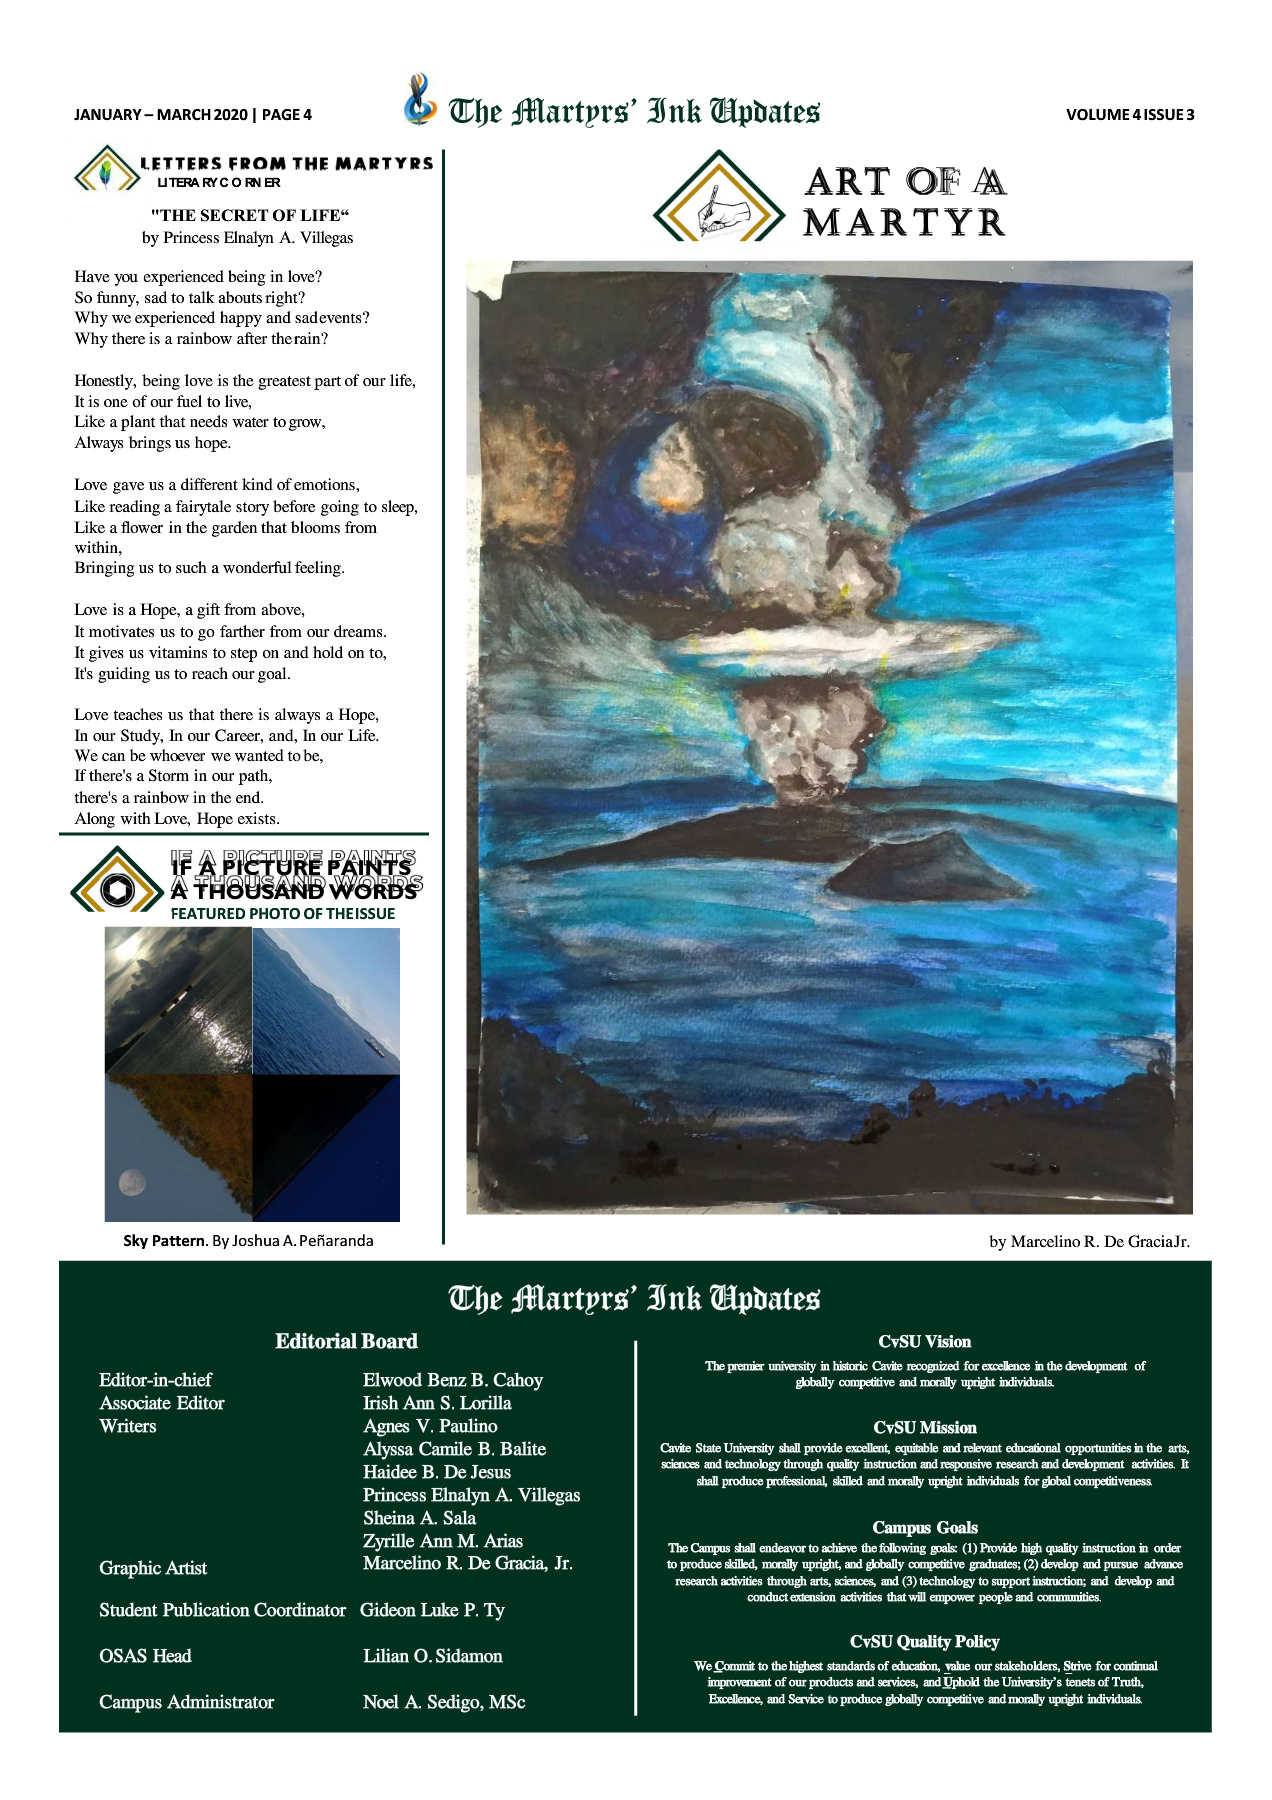 JANUARY – MARCH 2020 | PAGE 4
The Martyrs' Ink Updates
VOLUME 4 ISSUE 3
LETTERS FROM THE MARTYRS
LITERARY CORNER
"THE SECRET OF LIFE“
by Princess Elnalyn A. Villegas
Have you experienced being in love?
So funny, sad to talk abouts right?
Why we experienced happy and sad events?
Why there is a rainbow after the rain?
Honestly, being love is the greatest part of our life,
It is one of our fuel to live,
Like a plant that needs water to grow,
Always brings us hope.
Love gave us a different kind of emotions,
Like reading a fairytale story before going to sleep,
Like a flower in the garden that blooms from
within,
Bringing us to such a wonderful feeling.
Love is a Hope, a gift from above,
It motivates us to go farther from our dreams.
It gives us vitamins to step on and hold on to,
It's guiding us to reach our goal.
Love teaches us that there is always a Hope,
In our Study, In our Career, and, In our Life.
We can be whoever we wanted to be,
If there's a Storm in our path,
there's a rainbow in the end.
Along with Love, Hope exists.
IF A PICTURE PAINTS
A THOUSAND WORDS
FEATURED PHOTO OF THE ISSUE
Sky Pattern. By Joshua A. Peñaranda
ART OF A
MARTYR
by Marcelino R. De Gracia Jr.
The Martyrs' Ink Updates
Editorial Board
Editor-in-chief Elwood Benz B. Cahoy
Associate Editor Irish Ann S. Lorilla
Writers Agnes V. Paulino
Alyssa Camile B. Balite
Haidee B. De Jesus
Princess Elnalyn A. Villegas
Sheina A. Sala
Zyrille Ann M. Arias
Graphic Artist Marcelino R. De Gracia, Jr.
Student Publication Coordinator Gideon Luke P. Ty
OSAS Head Lilian O. Sidamon
Campus Administrator Noel A. Sedigo, MSc
CvSU Vision
The premier university in historic Cavite recognized for excellence in the development of
globally competitive and morally upright individuals.
CvSU Mission
Cavite State University shall provide excellent, equitable and relevant educational opportunities in the arts,
sciences and technology through quality instruction and responsive research and development activities. It
shall produce professional, skilled and morally upright individuals for global competitiveness.
Campus Goals
The Campus shall endeavor to achieve the following goals: (1) Provide high quality instruction in order
to produce skilled, morally upright, and globally competitive graduates; (2) develop and pursue advance
research activities through arts, sciences, and (3) technology to support instruction; and develop and
conduct extension activities that will empower people and communities.
CvSU Quality Policy
We Commit to the highest standards of education, value our stakeholders, Strive for continual
improvement of our products and services, and Uphold the University's tenets of Truth,
Excellence, and Service to produce globally competitive and morally upright individuals.